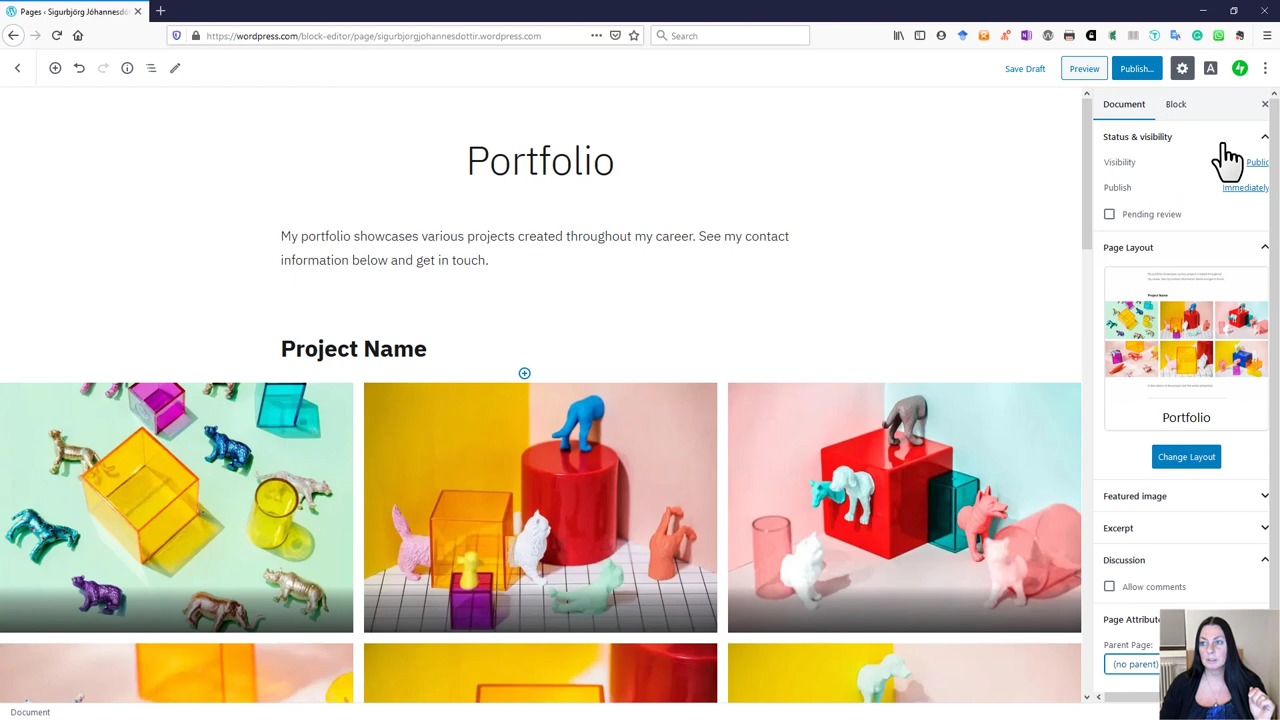 Pages ‹ Sigurbjörg Jóhannesdót
https://wordpress.com/block-editor/page/sigurbjorgjohannesdottir.wordpress.com
Search
Save Draft
Preview
Publish...
Document
Block
Portfolio
My portfolio showcases various projects created throughout my career. See my contact
information below and get in touch.
Project Name
Status & visibility
Visibility
Public
Publish
Immediately
Pending review
Page Layout
Project Name
Portfolio
Change Layout
Featured image
Excerpt
Discussion
Allow comments
Page Attribut
Parent Page:
(no parent)
Document